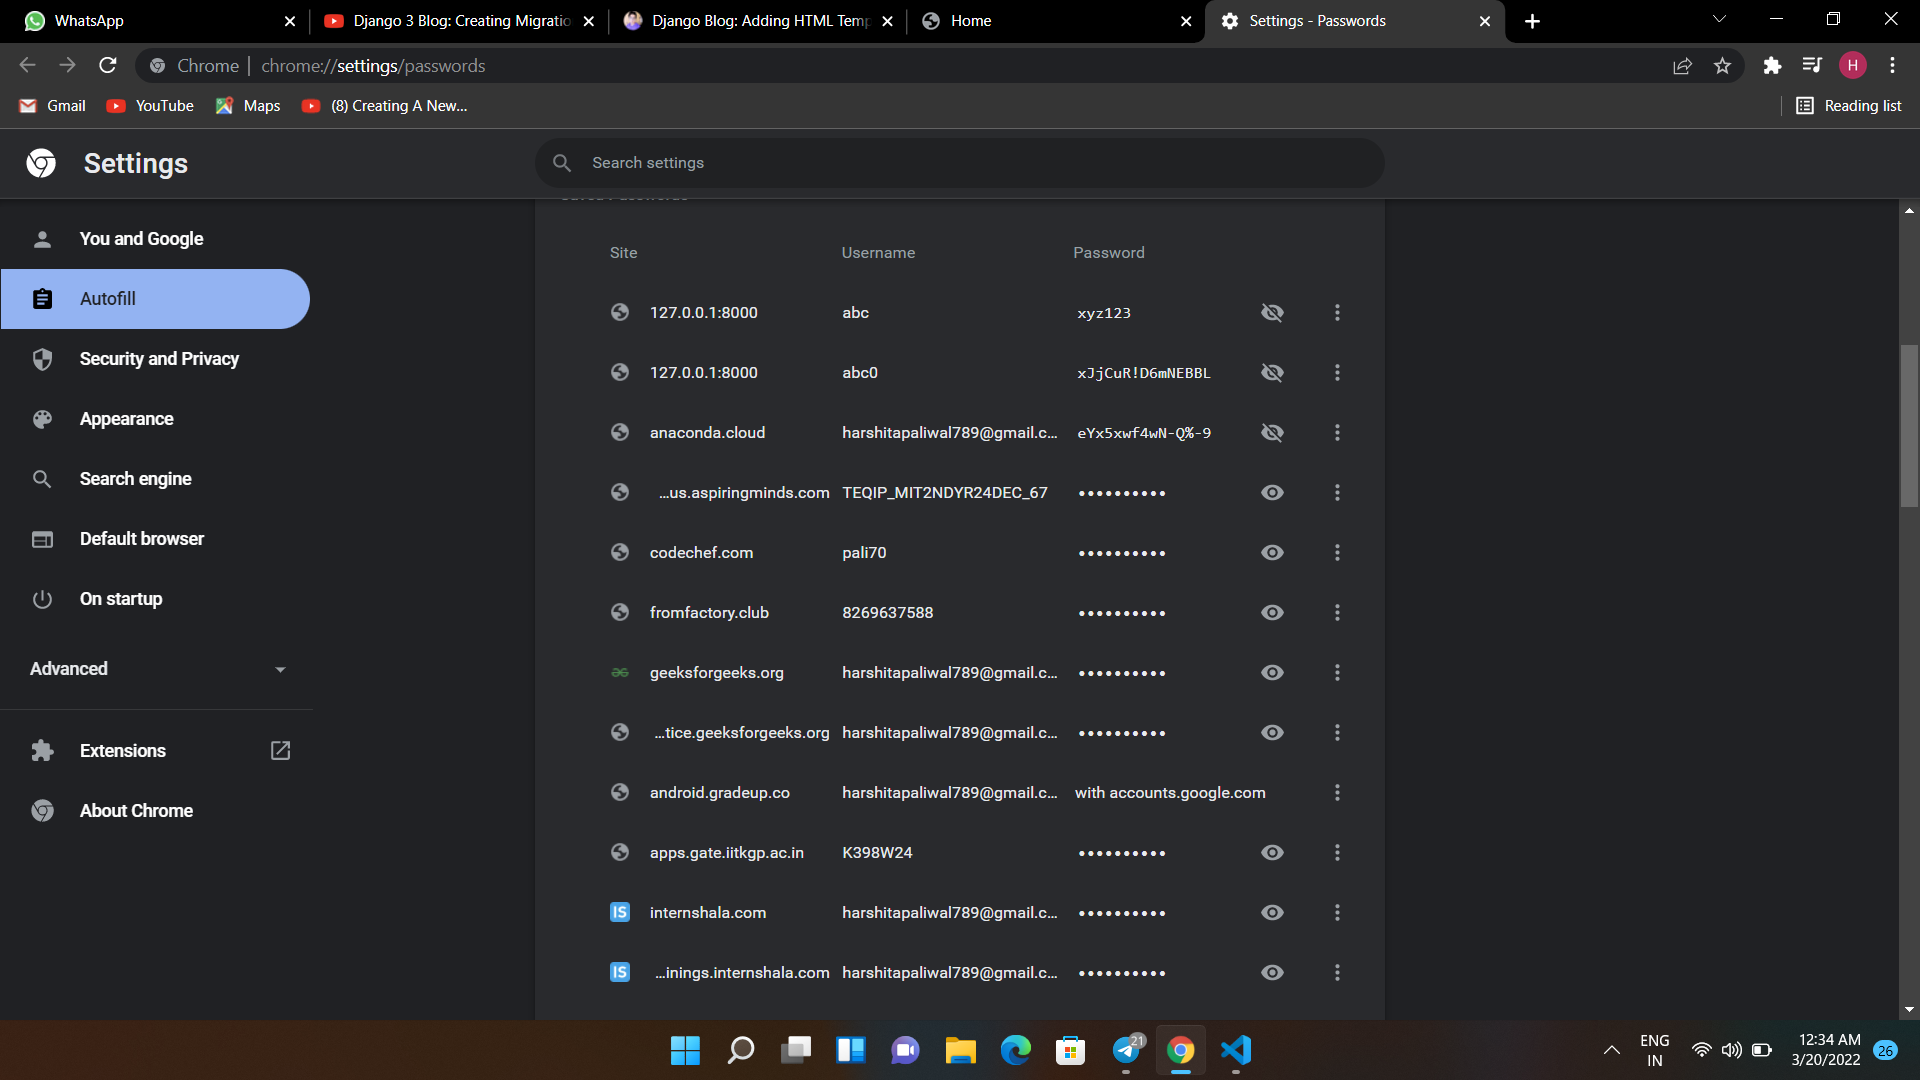 WhatsApp
Django 3 Blog: Creating Migratio
Django Blog: Adding HTML Temp
Home
Settings - Passwords
Chrome | chrome://settings/passwords
H
Gmail
YouTube
Maps
(8) Creating A New...
Reading list
Settings
Search settings
Saved Passwords
You and Google
Autofill
Security and Privacy
Appearance
Search engine
Default browser
On startup
Advanced
Extensions
About Chrome
Site Username Password
127.0.0.1:8000 abc xyz123
127.0.0.1:8000 abc0 xJjCuR!D6mNEBBL
anaconda.cloud harshitapaliwal789@gmail.c... eYx5xwf4wN-Q%-9
...us.aspiringminds.com TEQIP_MIT2NDYR24DEC_67 ••••••••••
codechef.com pali70 ••••••••••
fromfactory.club 8269637588 ••••••••••
geeksforgeeks.org harshitapaliwal789@gmail.c... ••••••••••
...tice.geeksforgeeks.org harshitapaliwal789@gmail.c... ••••••••••
android.gradeup.co harshitapaliwal789@gmail.c... with accounts.google.com
apps.gate.iitkgp.ac.in K398W24 ••••••••••
IS internshala.com harshitapaliwal789@gmail.c... ••••••••••
IS ...inings.internshala.com harshitapaliwal789@gmail.c... ••••••••••
21
ENG
IN
12:34 AM
3/20/2022
26